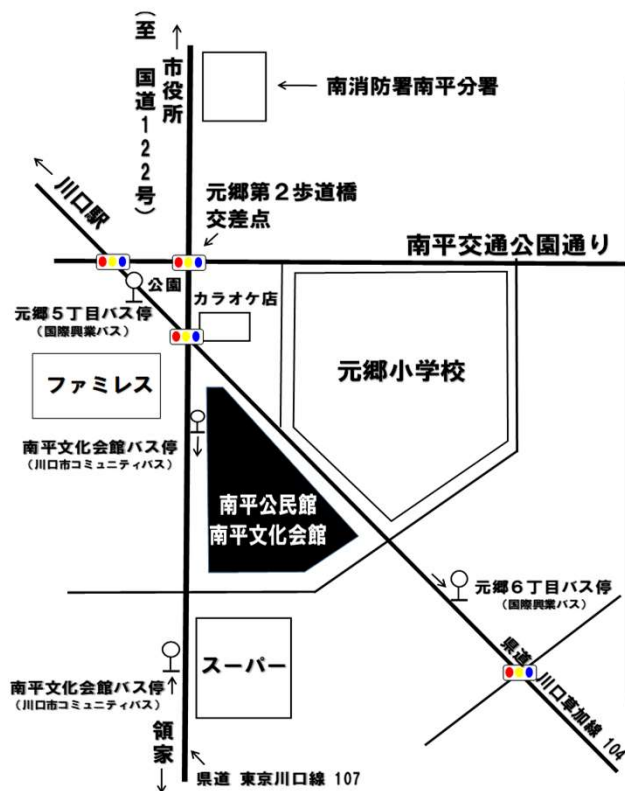 （至　国道１２２号）
市役所
南消防署南平分署
川口駅
元郷第２歩道橋
交差点
南平交通公園通り
公園
カラオケ店
元郷５丁目バス停
（国際興業バス）
ファミレス
元郷小学校
南平文化会館バス停
（川口市コミュニティバス）
南平公民館
南平文化会館
元郷６丁目バス停
（国際興業バス）
スーパー
南平文化会館バス停
（川口市コミュニティバス）
県道 川口草加線 104
領家
県道 東京川口線 107